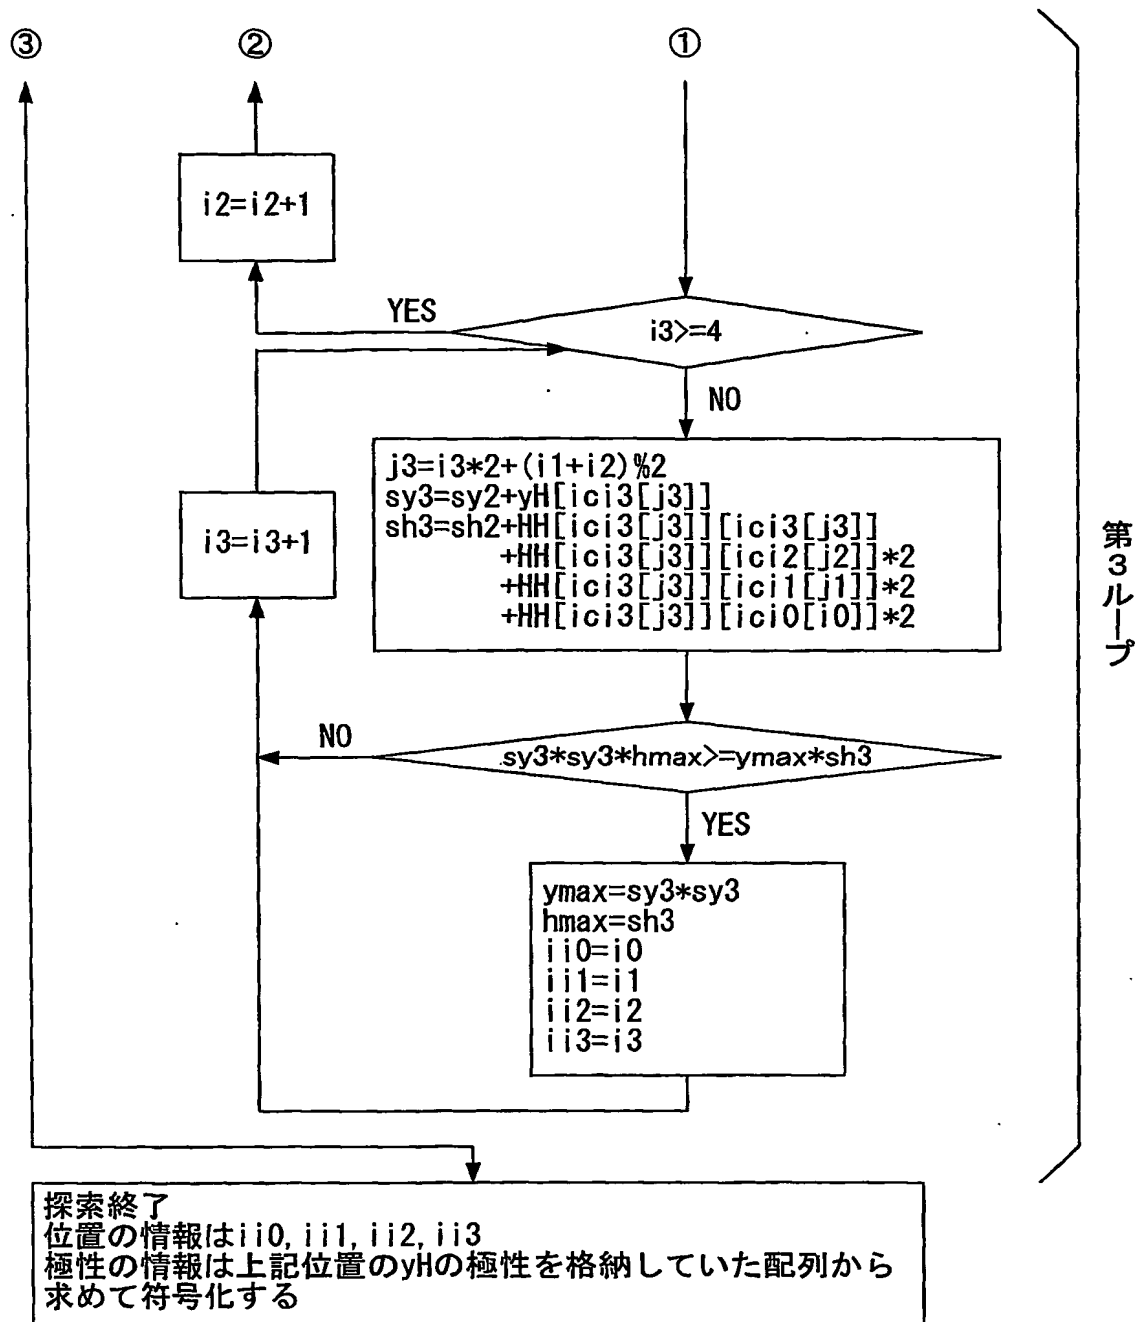 ③
②
①
i2=i2+1
YES
i3>=4
NO
j3=i3*2+(i1+i2)%2
sy3=sy2+yH[ici3[j3]]
sh3=sh2+HH[ici3[j3]][ici3[j3]]
+HH[ici3[j3]][ici2[j2]]*2
+HH[ici3[j3]][ici1[j1]]*2
+HH[ici3[j3]][ici0[i0]]*2
i3=i3+1
第3ループ
NO
sy3*sy3*hmax>=ymax*sh3
YES
ymax=sy3*sy3
hmax=sh3
ii0=i0
ii1=i1
ii2=i2
ii3=i3
探索終了
位置の情報はii0,ii1,ii2,ii3
極性の情報は上記位置のyHの極性を格納していた配列から
求めて符号化する